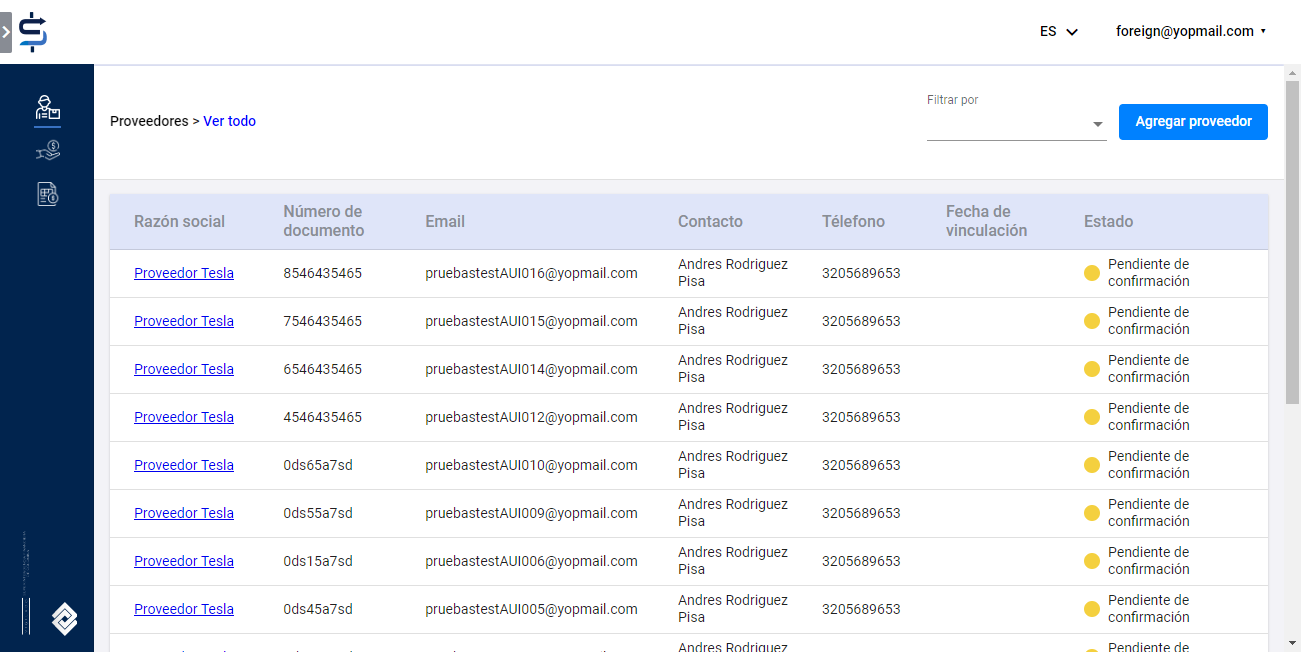 ES
foreign@yopmail.com
Filtrar por
Proveedores > Ver todo
Agregar proveedor
Razón social
Número de
documento
Email
Contacto
Télefono
Fecha de
vinculación
Estado
Proveedor Tesla
8546435465
pruebastestAUI016@yopmail.com
Andres Rodriguez
Pisa
3205689653
Pendiente de
confirmación
Proveedor Tesla
7546435465
pruebastestAUI015@yopmail.com
Andres Rodriguez
Pisa
3205689653
Pendiente de
confirmación
Proveedor Tesla
6546435465
pruebastestAUI014@yopmail.com
Andres Rodriguez
Pisa
3205689653
Pendiente de
confirmación
Proveedor Tesla
4546435465
pruebastestAUI012@yopmail.com
Andres Rodriguez
Pisa
3205689653
Pendiente de
confirmación
Proveedor Tesla
0ds65a7sd
pruebastestAUI010@yopmail.com
Andres Rodriguez
Pisa
3205689653
Pendiente de
confirmación
Proveedor Tesla
0ds55a7sd
pruebastestAUI009@yopmail.com
Andres Rodriguez
Pisa
3205689653
Pendiente de
confirmación
Proveedor Tesla
0ds15a7sd
pruebastestAUI006@yopmail.com
Andres Rodriguez
Pisa
3205689653
Pendiente de
confirmación
Proveedor Tesla
0ds45a7sd
pruebastestAUI005@yopmail.com
Andres Rodriguez
Pisa
3205689653
Pendiente de
confirmación
Andres Rodriguez
Pendiente de